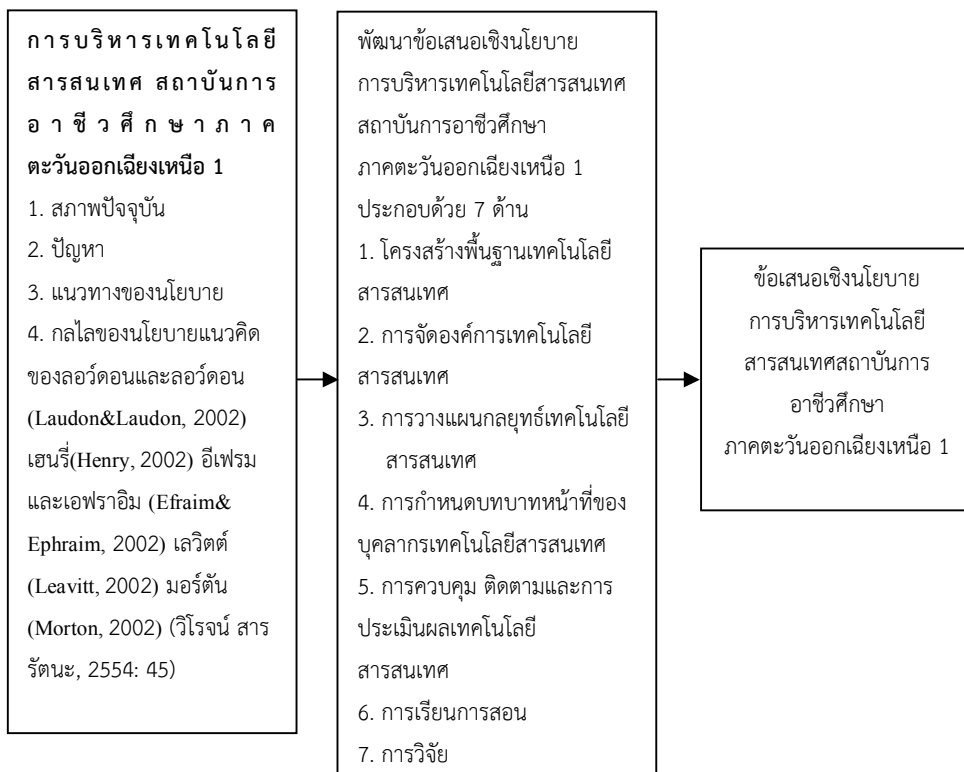 การบริหารเทคโนโลยี
สารสนเทศ สถาบันการ
อาชีวศึกษาภาค
ตะวันออกเฉียงเหนือ 1
1. สภาพปัจจุบัน
2. ปัญหา
3. แนวทางของนโยบาย
4. กลไลของนโยบายแนวคิด
ของลอว์ดอนและลอว์ดอน
(Laudon&Laudon, 2002)
เฮนรี่(Henry, 2002) อีเฟรม
และเอฟราอิม (Efraim&
Ephraim, 2002) เลวิตต์
(Leavitt, 2002) มอร์ตัน
(Morton, 2002) (วิโรจน์ สาร
รัตนะ, 2554: 45)
พัฒนาข้อเสนอเชิงนโยบาย
การบริหารเทคโนโลยีสารสนเทศ
สถาบันการอาชีวศึกษา
ภาคตะวันออกเฉียงเหนือ 1
ประกอบด้วย 7 ด้าน
1. โครงสร้างพื้นฐานเทคโนโลยี
สารสนเทศ
2. การจัดองค์การเทคโนโลยี
สารสนเทศ
3. การวางแผนกลยุทธ์เทคโนโลยี
สารสนเทศ
4. การกำหนดบทบาทหน้าที่ของ
บุคลากรเทคโนโลยีสารสนเทศ
5. การควบคุม ติดตามและการ
ประเมินผลเทคโนโลยี
สารสนเทศ
6. การเรียนการสอน
7. การวิจัย
ข้อเสนอเชิงนโยบาย
การบริหารเทคโนโลยี
สารสนเทศสถาบันการ
อาชีวศึกษา
ภาคตะวันออกเฉียงเหนือ 1